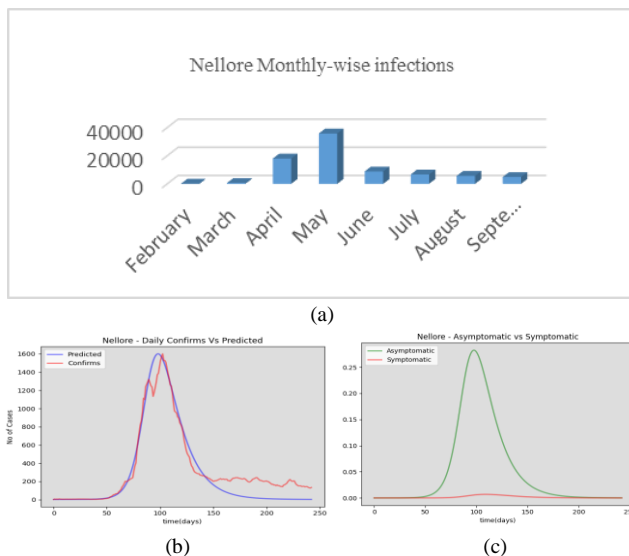 Nellore Monthly-wise infections
40000
20000
0
February
March
April
May
June
July
August
Septe...
(a)
Nellore - Daily Confirms Vs Predicted
Predicted
Confirms
1600
1400
1200
1000
800
600
400
200
0
No of Cases
0 50 100 150 200 250
time(days)
(b)
Nellore - Asymptomatic vs Symptomatic
Asymptomatic
Symptomatic
0.25
0.20
0.15
0.10
0.05
0.00
0 50 100 150 200 250
time(days)
(c)